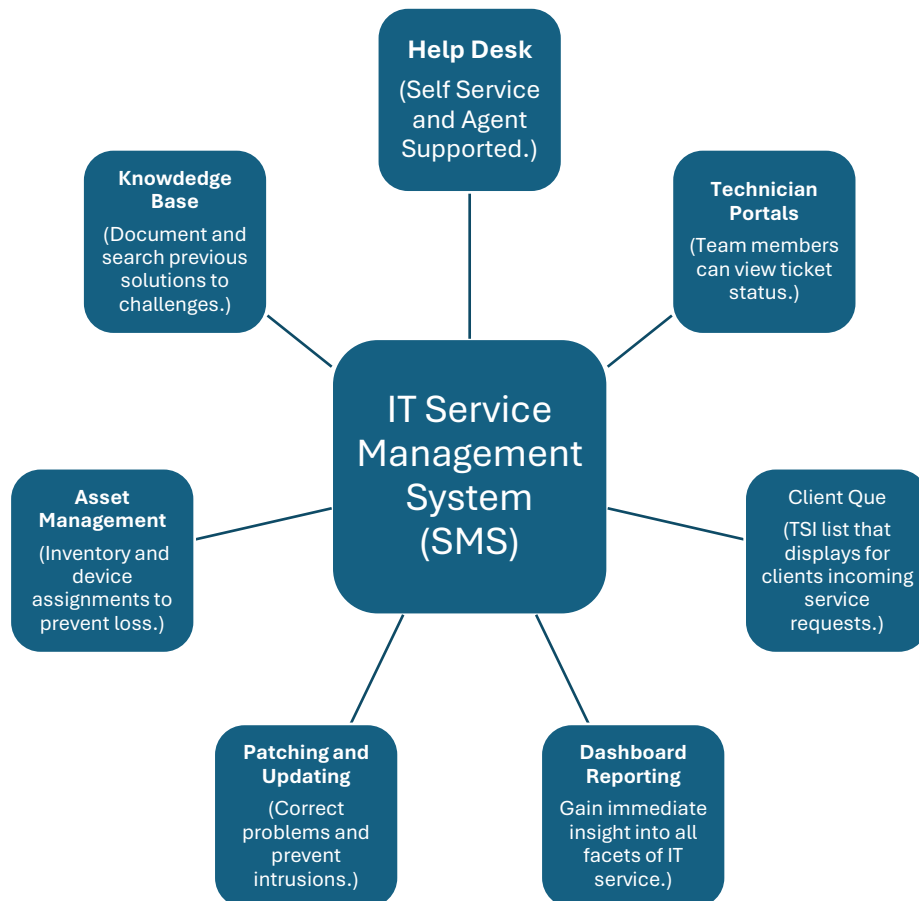 Help Desk
(Self Service
and Agent
Supported.)
Technician
Portals
(Team members
can view ticket
status.)
Client Que
(TSI list that
displays for
clients incoming
service
requests.)
Dashboard
Reporting
Gain immediate
insight into all
facets of IT
service.)
Patching and
Updating
(Correct
problems and
prevent
intrusions.)
Asset
Management
(Inventory and
device
assignments to
prevent loss.)
Knowdedge
Base
(Document and
search previous
solutions to
challenges.)
IT Service
Management
System
(SMS)